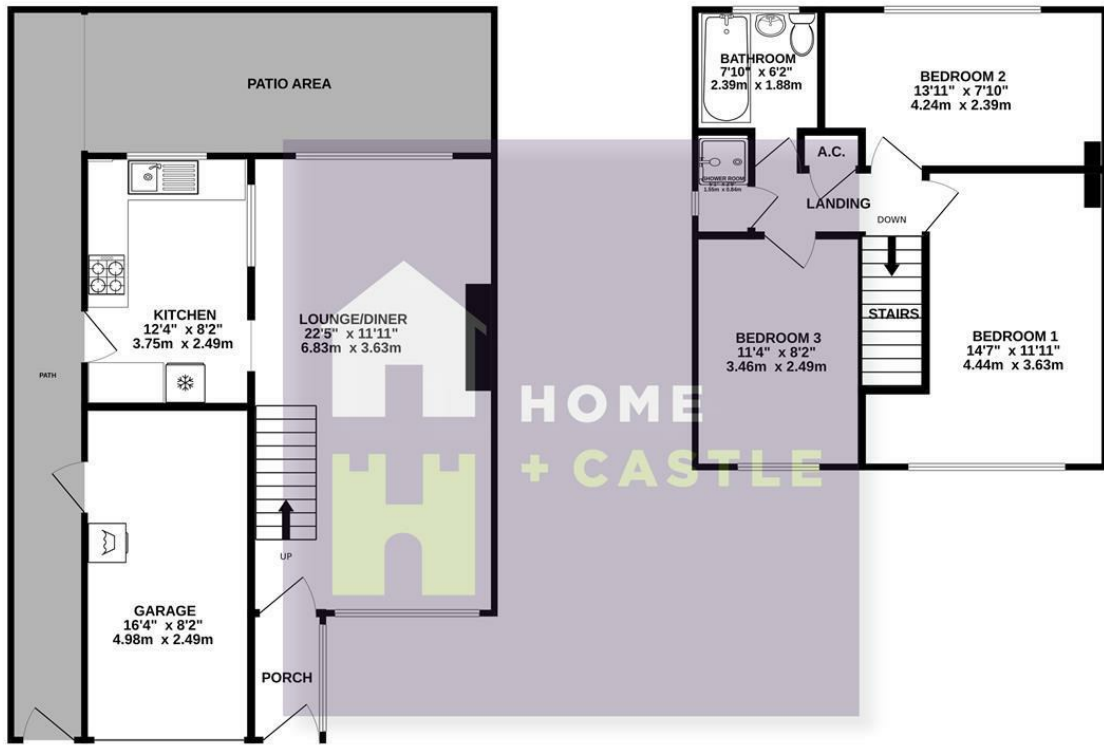 PATIO AREA
KITCHEN
12'4" x 8'2"
3.75m x 2.49m
LOUNGE/DINER
22'5" x 11'11"
6.83m x 3.63m
PATH
UP
GARAGE
16'4" x 8'2"
4.98m x 2.49m
PORCH
BATHROOM
7'10" x 6'2"
2.39m x 1.88m
BEDROOM 2
13'11" x 7'10"
4.24m x 2.39m
A.C.
SHOWER ROOM
LANDING
DOWN
STAIRS
BEDROOM 3
11'4" x 8'2"
3.46m x 2.49m
BEDROOM 1
14'7" x 11'11"
4.44m x 3.63m
HOME
+ CASTLE